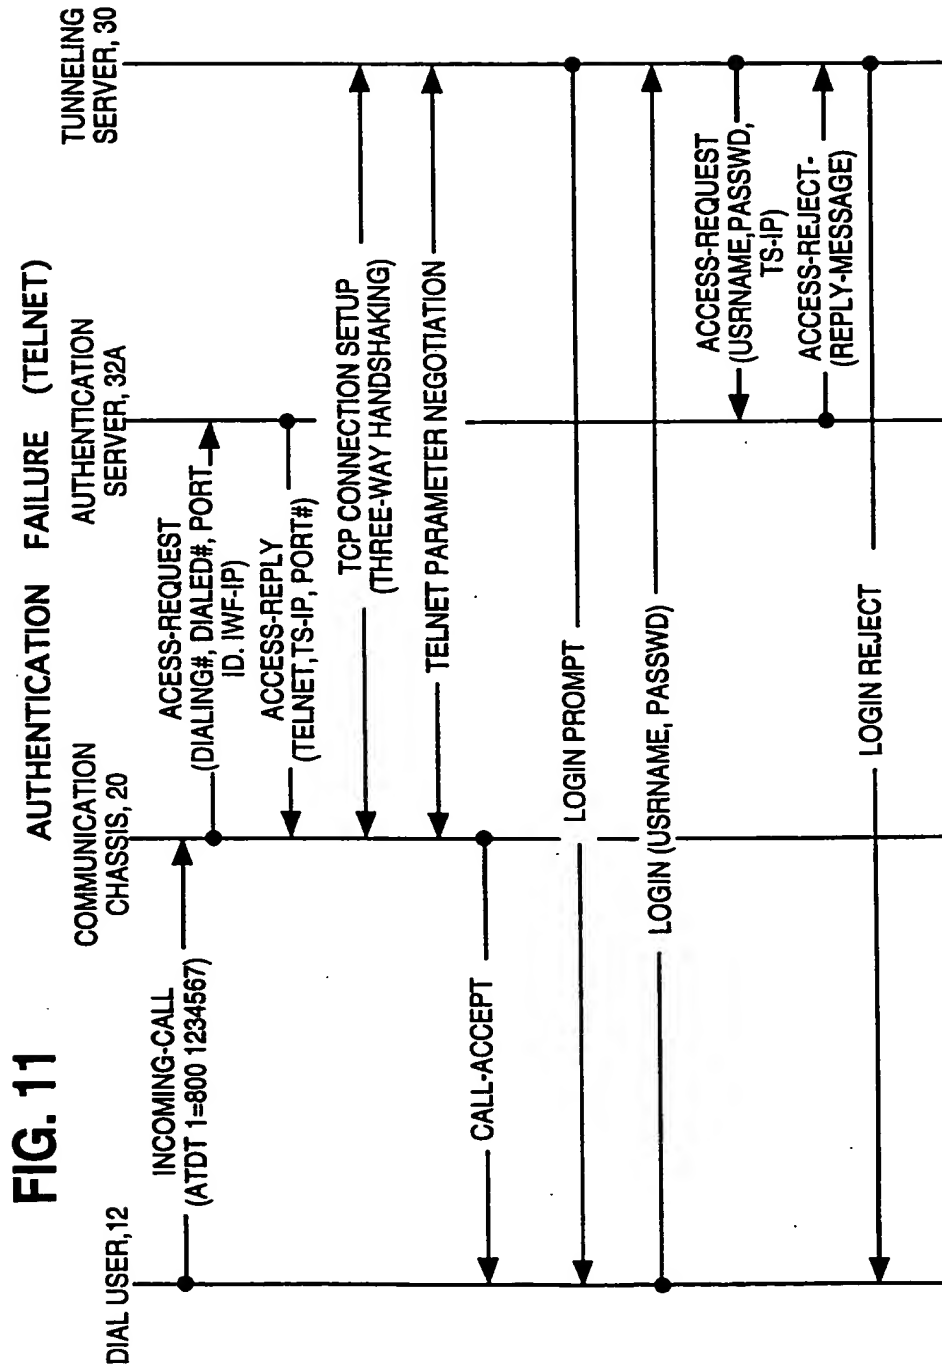 FIG. 11
AUTHENTICATION FAILURE (TELNET)
DIAL USER,12
COMMUNICATION
CHASSIS, 20
AUTHENTICATION
SERVER, 32A
TUNNELING
SERVER, 30
INCOMING-CALL
(ATDT 1=800 1234567)
ACESS-REQUEST
(DIALING#, DIALED#, PORT
ID. IWF-IP)
ACCESS-REPLY
(TELNET,TS-IP, PORT#)
TCP CONNECTION SETUP
(THREE-WAY HANDSHAKING)
TELNET PARAMETER NEGOTIATION
CALL-ACCEPT
LOGIN PROMPT
LOGIN (USRNAME, PASSWD)
ACCESS-REQUEST
(USRNAME,PASSWD,
TS-IP)
ACCESS-REJECT-
(REPLY-MESSAGE)
LOGIN REJECT